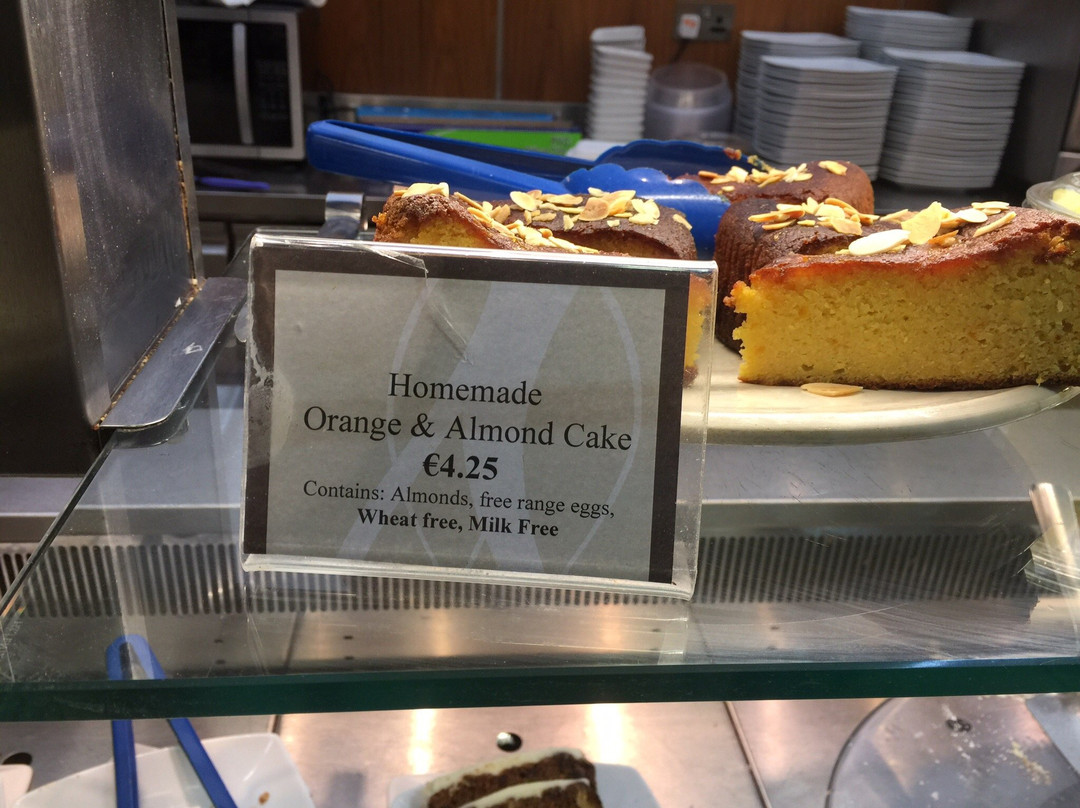 Homemade
Orange & Almond Cake
€4.25
Contains: Almonds, free range eggs,
Wheat free, Milk Free